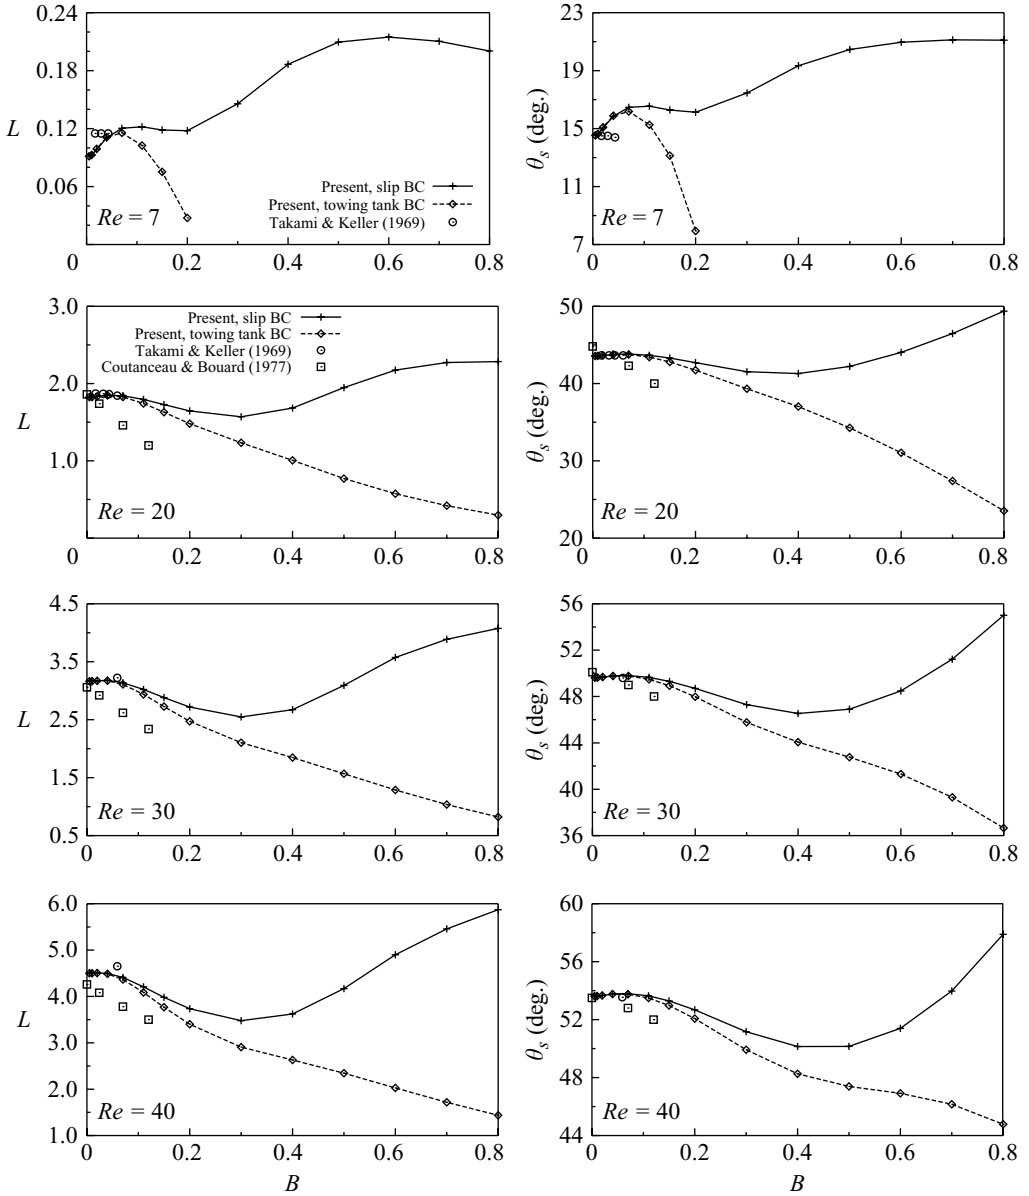 0.24
0.18
L
0.12
0.06
Present, slip BC
Present, towing tank BC
Takami & Keller (1969)
Re = 7
0 0.2 0.4 0.6 0.8
23
19
θs (deg.)
15
11
7
Re = 7
0 0.2 0.4 0.6 0.8
3.0
2.0
L
1.0
Present, slip BC
Present, towing tank BC
Takami & Keller (1969)
Coutanceau & Bouard (1977)
Re = 20
0 0.2 0.4 0.6 0.8
50
40
θs (deg.)
30
20
Re = 20
0 0.2 0.4 0.6 0.8
4.5
3.5
L
2.5
1.5
0.5
Re = 30
0 0.2 0.4 0.6 0.8
56
52
48
θs (deg.)
44
40
36
Re = 30
0 0.2 0.4 0.6 0.8
6.0
5.0
4.0
L
3.0
2.0
1.0
Re = 40
0 0.2 0.4 0.6 0.8
B
60
56
52
θs (deg.)
48
44
Re = 40
0 0.2 0.4 0.6 0.8
B